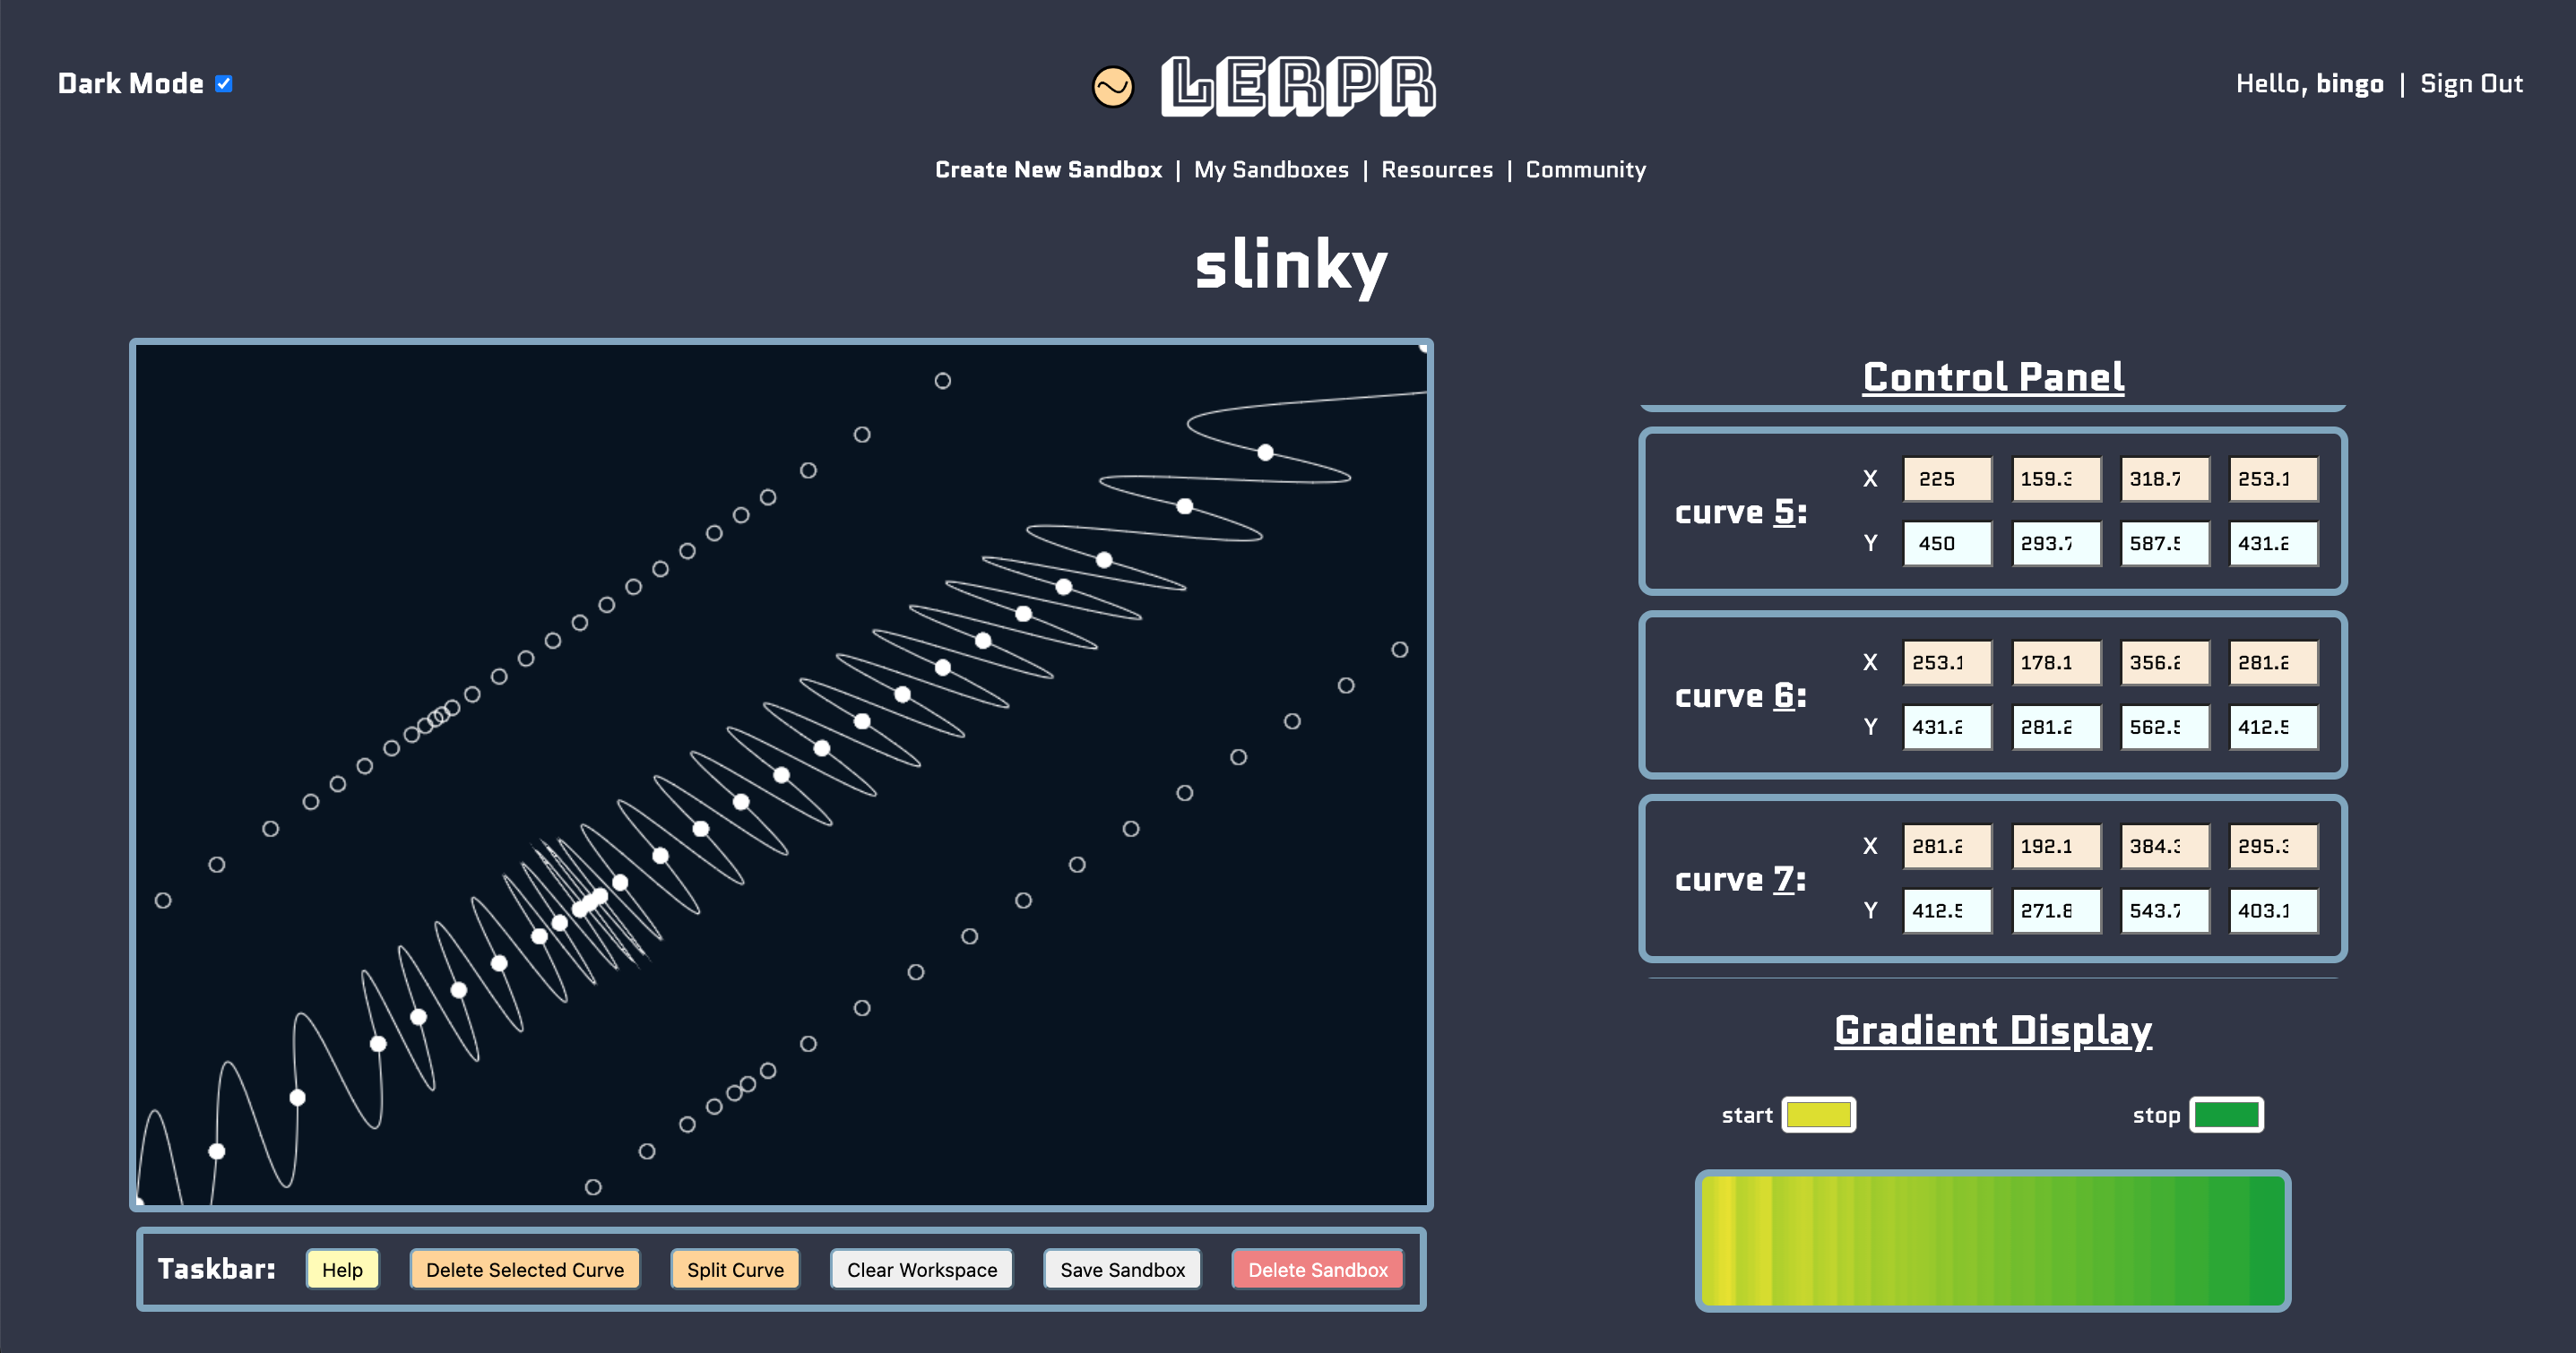 Dark Mode
LERPR
Hello, bingo | Sign Out
Create New Sandbox | My Sandboxes | Resources | Community
slinky
Control Panel
curve 5:
X 225 159.3 318.7 253.1
Y 450 293.7 587.5 431.2
curve 6:
X 253.1 178.1 356.2 281.2
Y 431.2 281.2 562.5 412.5
curve 7:
X 281.2 192.1 384.3 295.3
Y 412.5 271.8 543.7 403.1
Gradient Display
start stop
Taskbar: Help Delete Selected Curve Split Curve Clear Workspace Save Sandbox Delete Sandbox